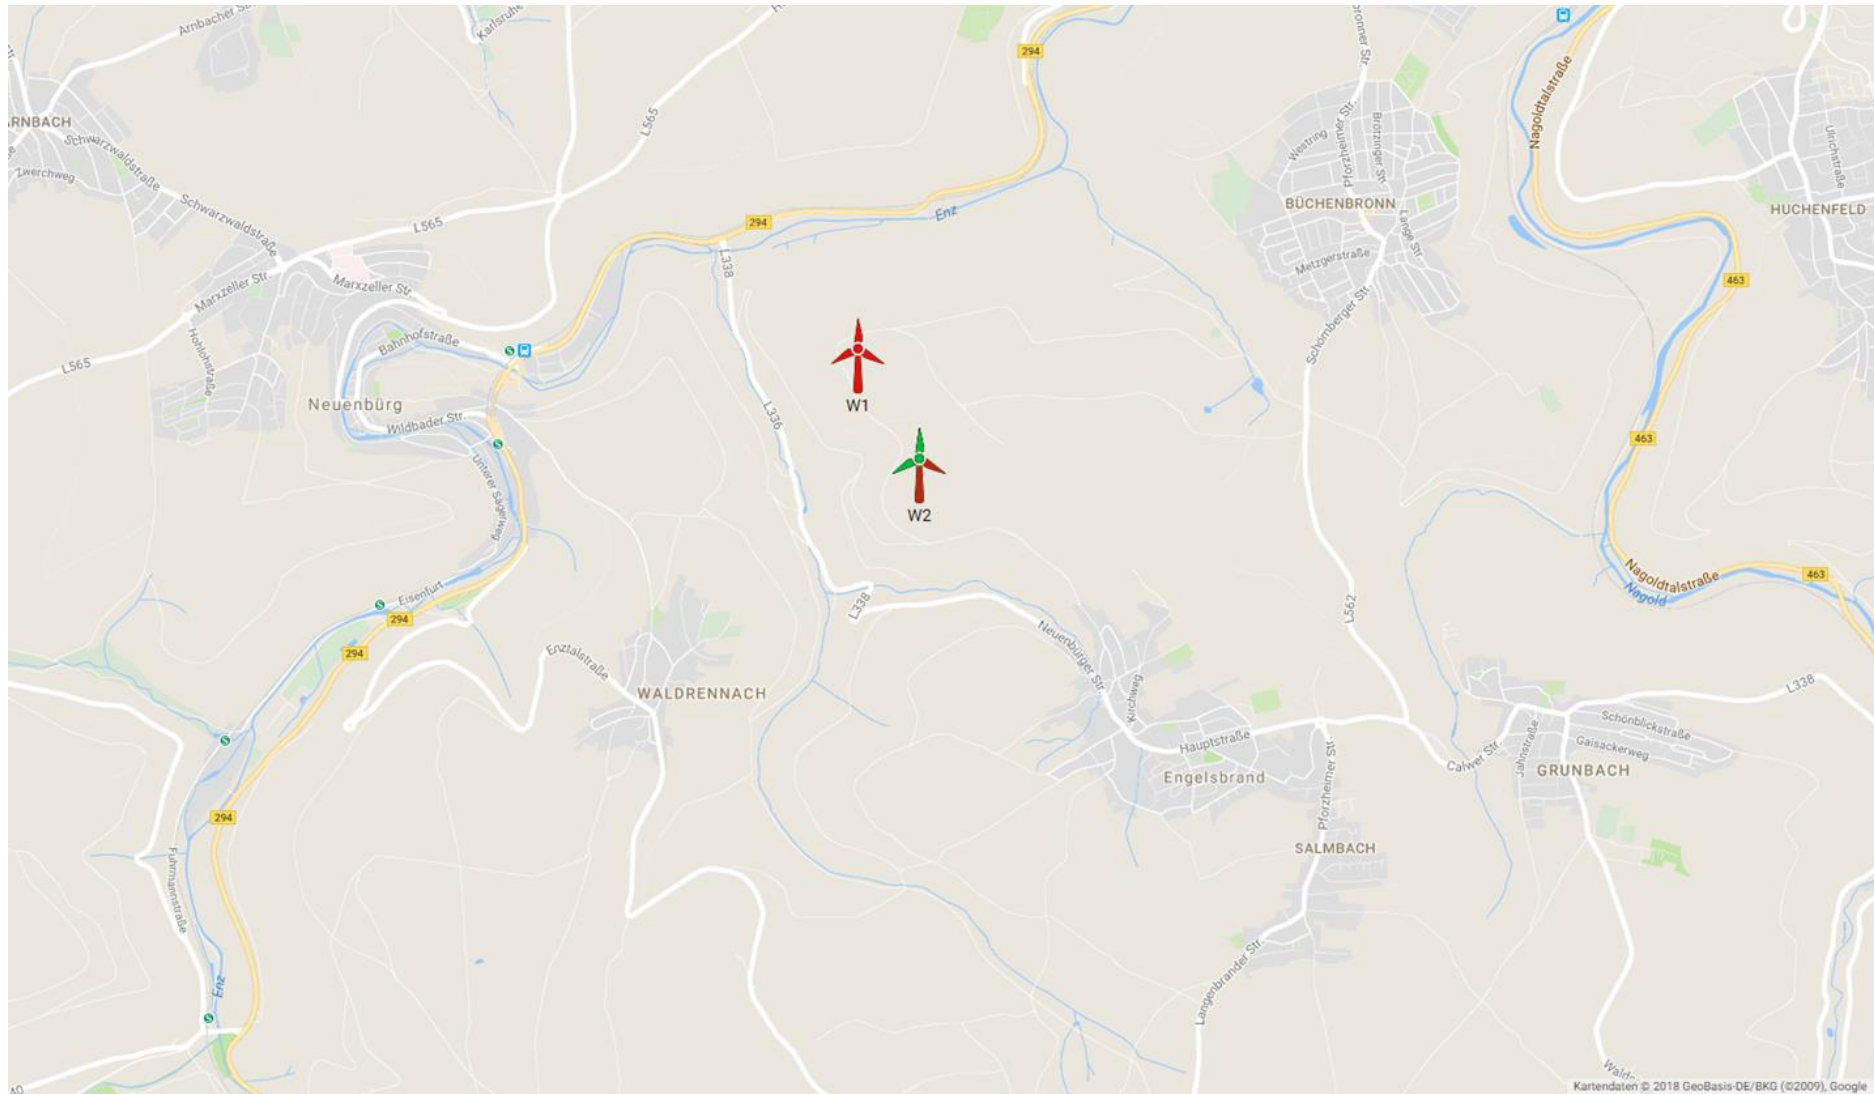 Arnbacher Str.
Karlsruhe
294
L565
ARNBACH
Schwarzwaldstraße
Zwerchweg
Schwarzwaldstraße
L565
294
Enz
Westring
Pforzheimer Str.
Brötzinger Str.
BÜCHENBRONN
Lange Str
Metzgerstraße
Nagoldtalstraße
Ulrichstraße
HUCHENFELD
463
Marxzeller Str.
Marxzeller Str.
L338
Hohlohstraße
L565
Bahnhofstraße
Schömberger Str.
Neuenbürg
Wildbader Str.
W1
L336
463
Unterer Sägerweg
W2
Eisenfurt
294
294
L338
L562
Nagoldtalstraße
Nagold
463
Enztalstraße
WALDRENNACH
Neuenbürger Str.
Kirchweg
Hauptstraße
Engelsbrand
Pforzheimer Str.
Calwer Str.
Jahnstraße
L338
Schönblickstraße
Gaisackerweg
GRUNBACH
294
SALMBACH
Fuhrmannstraße
Enz
Langenbrander Str.
Kartendaten © 2018 GeoBasis-DE/BKG (©2009), Google